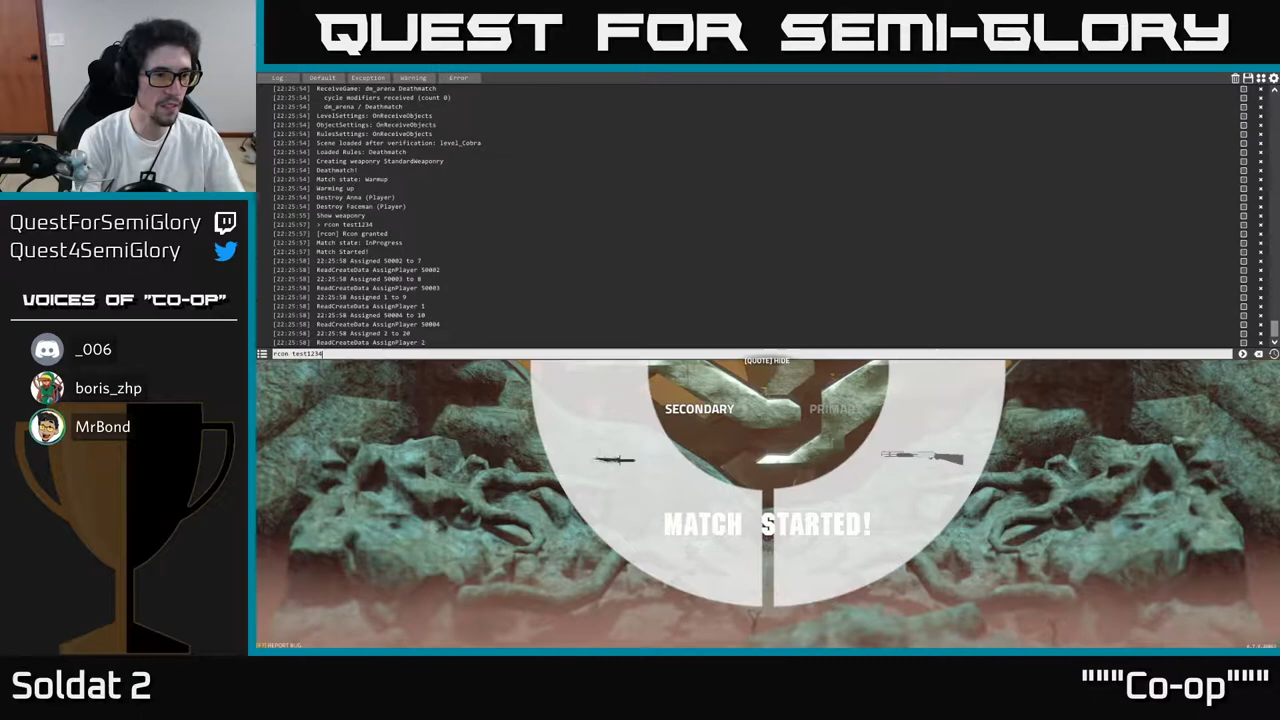 QUEST FOR SEMI-GLORY
Log Default Exception Warning Error
[22:25:54] ReceiveGame: dm_arena Deathmatch
[22:25:54] cycle modifiers received (count 0)
[22:25:54] dm_arena / Deathmatch
[22:25:54] LevelSettings: OnReceiveObjects
[22:25:54] ObjectSettings: OnReceiveObjects
[22:25:54] RulesSettings: OnReceiveObjects
[22:25:54] Scene loaded after verification: level_Cobra
[22:25:54] Loaded Rules: Deathmatch
[22:25:54] Creating weaponry StandardWeaponry
[22:25:54] Deathmatch!
[22:25:54] Match state: Warmup
[22:25:54] Warming up
[22:25:54] Destroy Anna (Player)
[22:25:54] Destroy Faceman (Player)
[22:25:55] Show weaponry
[22:25:57] > rcon test1234
[22:25:57] [rcon] Rcon granted
[22:25:57] Match state: InProgress
[22:25:57] Match Started!
[22:25:58] 22:25:58 Assigned 50002 to 7
[22:25:58] ReadCreateData AssignPlayer 50002
[22:25:58] 22:25:58 Assigned 50003 to 8
[22:25:58] ReadCreateData AssignPlayer 50003
[22:25:58] 22:25:58 Assigned 1 to 9
[22:25:58] ReadCreateData AssignPlayer 1
[22:25:58] 22:25:58 Assigned 50004 to 10
[22:25:58] ReadCreateData AssignPlayer 50004
[22:25:58] 22:25:58 Assigned 2 to 20
[22:25:58] ReadCreateData AssignPlayer 2
rcon test1234
[QUOTE] HIDE
SECONDARY PRIMARY
MATCH STARTED!
[F7] REPORT BUG
QuestForSemiGlory
Quest4SemiGlory
VOICES OF "CO-OP"
_006
boris_zhp
MrBond
Soldat 2
"""Co-op"""